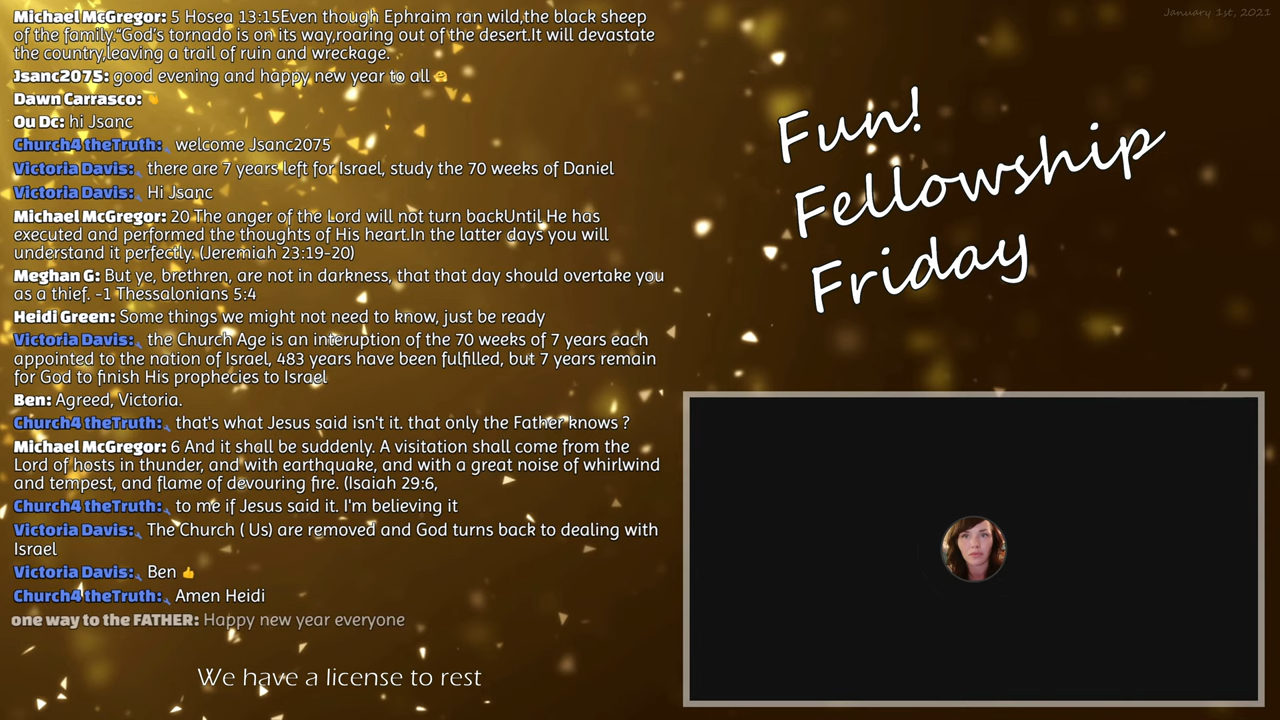 Michael McGregor: 5 Hosea 13:15Even though Ephraim ran wild,the black sheep
of the family."God's tornado is on its way,roaring out of the desert.It will devastate
the country,leaving a trail of ruin and wreckage.
Jsanc2075: good evening and happy new year to all 🤗
Dawn Carrasco: 👋
Ou Dc: hi Jsanc
Church4 theTruth: welcome Jsanc2075
Victoria Davis: there are 7 years left for Israel, study the 70 weeks of Daniel
Victoria Davis: Hi Jsanc
Michael McGregor: 20 The anger of the Lord will not turn backUntil He has
executed and performed the thoughts of His heart.In the latter days you will
understand it perfectly. (Jeremiah 23:19-20)
Meghan G: But ye, brethren, are not in darkness, that that day should overtake you
as a thief. -1 Thessalonians 5:4
Heidi Green: Some things we might not need to know, just be ready
Victoria Davis: the Church Age is an interuption of the 70 weeks of 7 years each
appointed to the nation of Israel, 483 years have been fulfilled, but 7 years remain
for God to finish His prophecies to Israel
Ben: Agreed, Victoria.
Church4 theTruth: that's what Jesus said isn't it. that only the Father knows ?
Michael McGregor: 6 And it shall be suddenly. A visitation shall come from the
Lord of hosts in thunder, and with earthquake, and with a great noise of whirlwind
and tempest, and flame of devouring fire. (Isaiah 29:6,
Church4 theTruth: to me if Jesus said it. I'm believing it
Victoria Davis: The Church ( Us) are removed and God turns back to dealing with
Israel
Victoria Davis: Ben 👍
Church4 theTruth: Amen Heidi
one way to the FATHER: Happy new year everyone
We have a license to rest
January 1st, 2021
Fun!
Fellowship
Friday